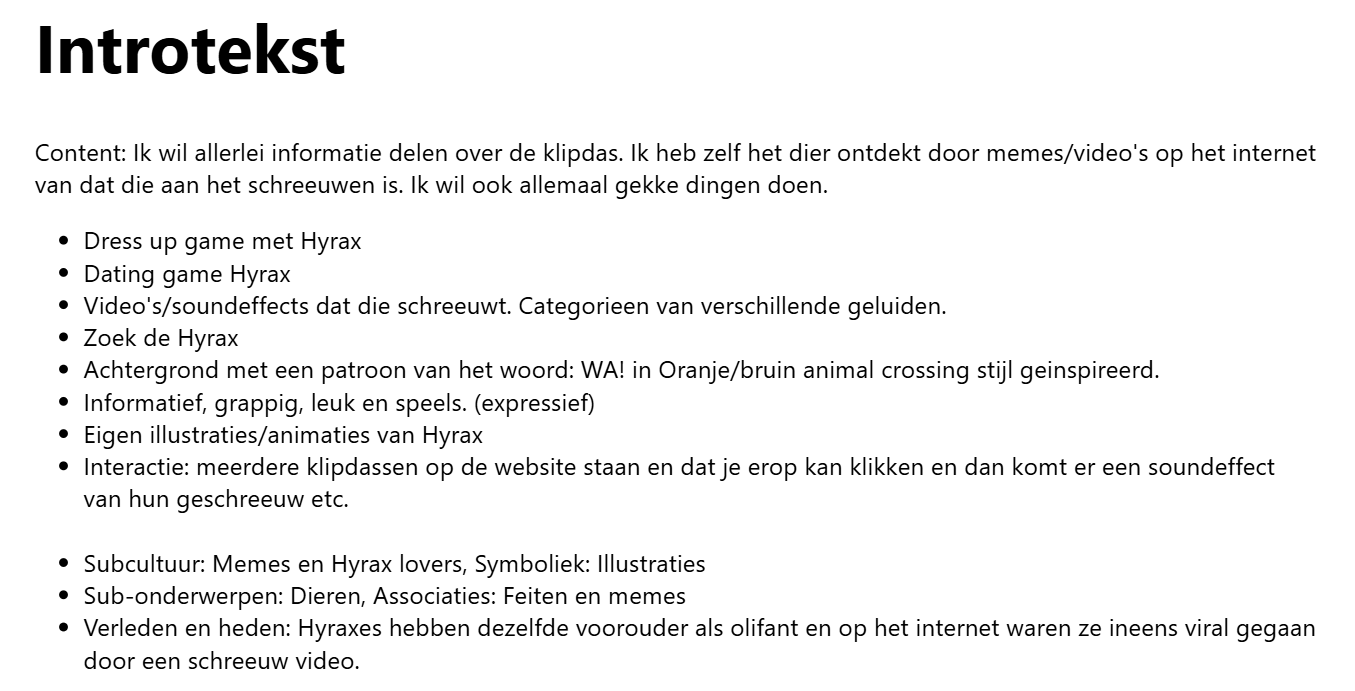 Introtekst
Content: Ik wil allerlei informatie delen over de klipdas. Ik heb zelf het dier ontdekt door memes/video's op het internet
van dat die aan het schreeuwen is. Ik wil ook allemaal gekke dingen doen.
• Dress up game met Hyrax
• Dating game Hyrax
• Video's/soundeffects dat die schreeuwt. Categorieen van verschillende geluiden.
• Zoek de Hyrax
• Achtergrond met een patroon van het woord: WA! in Oranje/bruin animal crossing stijl geinspireerd.
• Informatief, grappig, leuk en speels. (expressief)
• Eigen illustraties/animaties van Hyrax
• Interactie: meerdere klipdassen op de website staan en dat je erop kan klikken en dan komt er een soundeffect
van hun geschreeuw etc.
• Subcultuur: Memes en Hyrax lovers, Symboliek: Illustraties
• Sub-onderwerpen: Dieren, Associaties: Feiten en memes
• Verleden en heden: Hyraxes hebben dezelfde voorouder als olifant en op het internet waren ze ineens viral gegaan
door een schreeuw video.